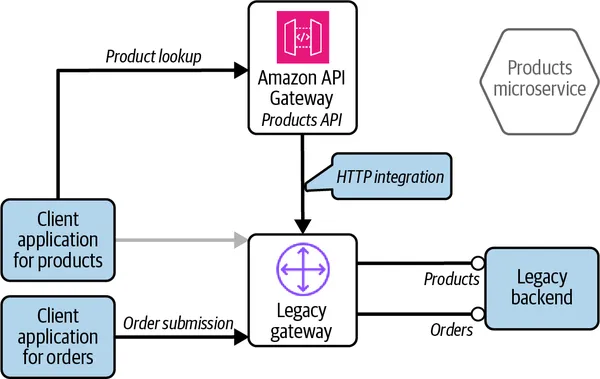 Product lookup
Amazon API
Gateway
Products API
Products
microservice
HTTP integration
Client
application
for products
Legacy
gateway
Products
Orders
Legacy
backend
Client
application
for orders
Order submission